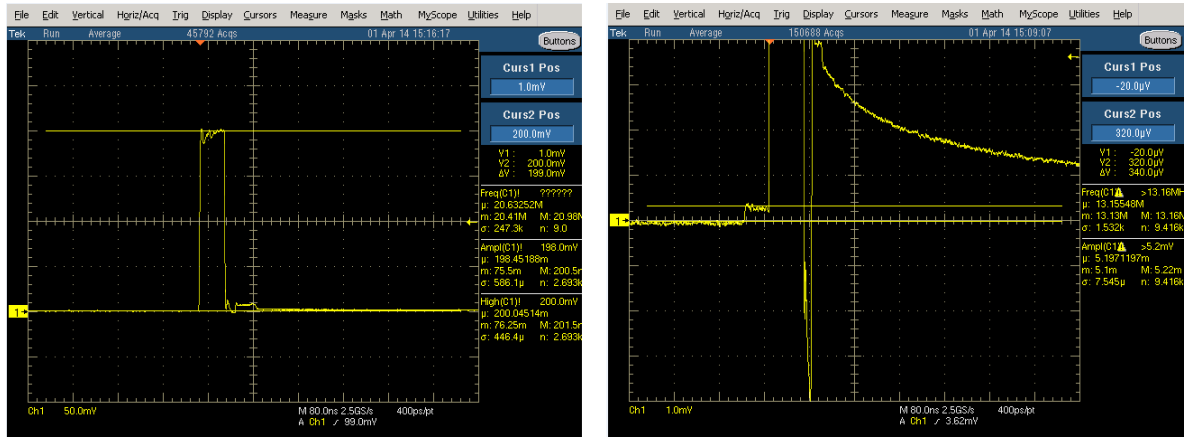 File Edit Vertical Horiz/Acq Trig Display Cursors Measure Masks Math MyScope Utilities Help
Tek Run Average 45792 Acqs 01 Apr 14 15:16:17
Buttons
Curs1 Pos
1.0mV
Curs2 Pos
200.0mV
V1 : 1.0mV
V2 : 200.0mV
ΔV : 199.0mV
Freq(C1)! ??????
μ: 20.63252M
m: 20.41M M: 20.98M
σ: 247.3k n: 9.0
Ampl(C1)! 198.0mV
μ: 198.45188m
m: 75.5m M: 200.5m
σ: 586.1μ n: 2.693k
High(C1)! 200.0mV
μ: 200.04514m
m: 76.25m M: 201.5m
σ: 446.4μ n: 2.693k
1
Ch1 50.0mV M 80.0ns 2.5GS/s 400ps/pt
A Ch1 ∕ 99.0mV
File Edit Vertical Horiz/Acq Trig Display Cursors Measure Masks Math MyScope Utilities Help
Tek Run Average 150688 Acqs 01 Apr 14 15:09:07
Buttons
Curs1 Pos
-20.0μV
Curs2 Pos
320.0μV
V1 : -20.0μV
V2 : 320.0μV
ΔV : 340.0μV
Freq(C1) >13.16M
μ: 13.15548M
m: 13.13M M: 13.16M
σ: 1.532k n: 9.416k
Ampl(C1) >5.2mV
μ: 5.1971197m
m: 5.1m M: 5.22m
σ: 7.545μ n: 9.416k
1
Ch1 1.0mV M 80.0ns 2.5GS/s 400ps/pt
A Ch1 ∕ 3.62mV